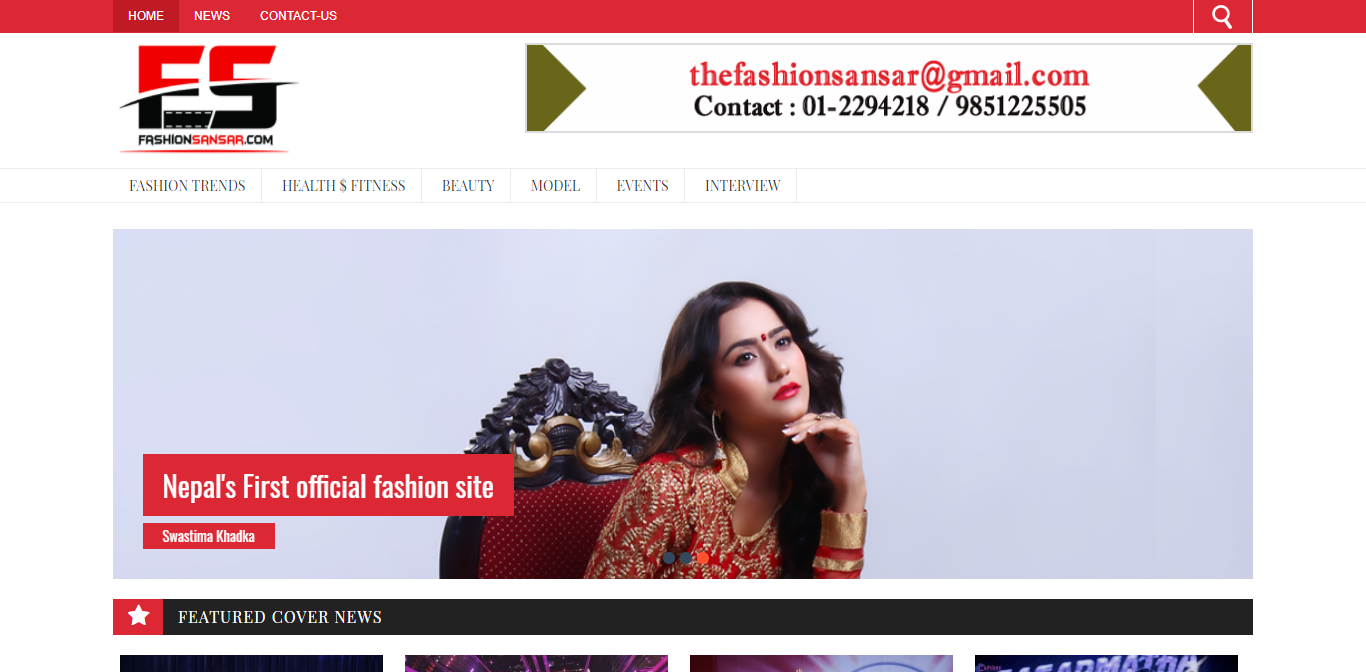 HOME NEWS CONTACT-US
FS
FASHIONSANSAR.COM
thefashionsansar@gmail.com
Contact : 01-2294218 / 9851225505
FASHION TRENDS HEALTH $ FITNESS BEAUTY MODEL EVENTS INTERVIEW
Nepal's First official fashion site
Swastima Khadka
FEATURED COVER NEWS